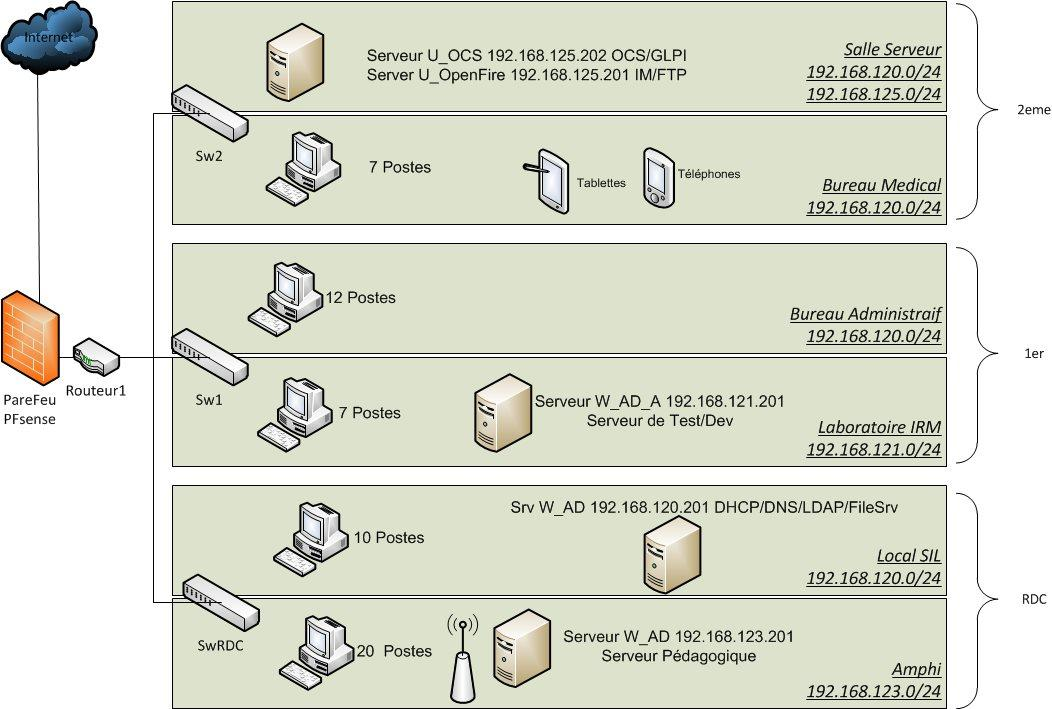 Internet
Serveur U_OCS 192.168.125.202 OCS/GLPI
Server U_OpenFire 192.168.125.201 IM/FTP
Salle Serveur
192.168.120.0/24
192.168.125.0/24
2eme
Sw2
7 Postes
Tablettes
Téléphones
Bureau Medical
192.168.120.0/24
12 Postes
Bureau Administraif
192.168.120.0/24
1er
PareFeu
PFsense
Routeur1
Sw1
7 Postes
Serveur W_AD_A 192.168.121.201
Serveur de Test/Dev
Laboratoire IRM
192.168.121.0/24
Srv W_AD 192.168.120.201 DHCP/DNS/LDAP/FileSrv
10 Postes
Local SIL
192.168.120.0/24
RDC
SwRDC
20 Postes
Serveur W_AD 192.168.123.201
Serveur Pédagogique
Amphi
192.168.123.0/24